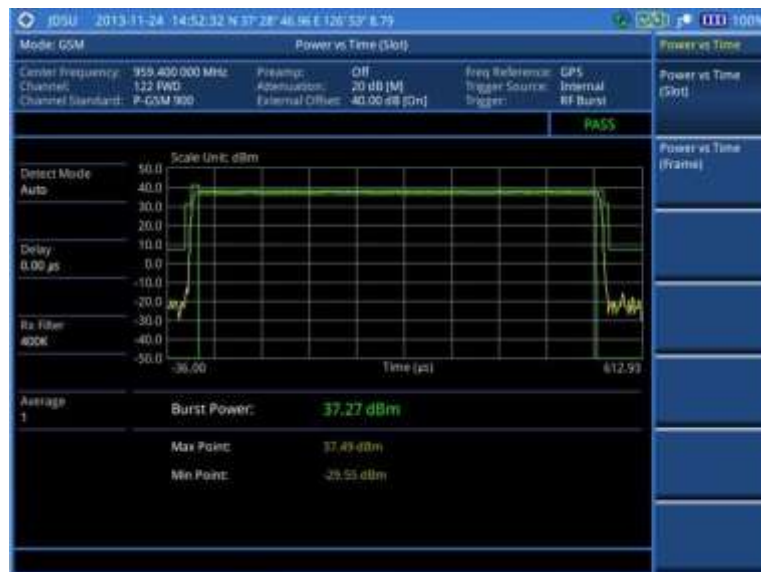 JDSU 2013-11-24 14:52:32 N 37° 28' 46.96 E 126° 53' 8.79 100%
Mode: GSM Power vs Time (Slot) Power vs Time
Center Frequency: 959.400 000 MHz Preamp: Off Freq Reference: GPS
Channel: 122 FWD Attenuation: 20 dB [M] Trigger Source: Internal
Channel Standard: P-GSM 900 External Offset: 40.00 dB [On] Trigger: RF Burst
Power vs Time
(Slot)
PASS
Power vs Time
(Frame)
Scale Unit: dBm
Detect Mode
Auto
Delay
0.00 µs
Rx Filter
400K
50.0
40.0
30.0
20.0
10.0
0.0
-10.0
-20.0
-30.0
-40.0
-50.0
-36.00 Time (µs) 612.93
Average
1
Burst Power: 37.27 dBm
Max Point: 37.49 dBm
Min Point: -29.55 dBm